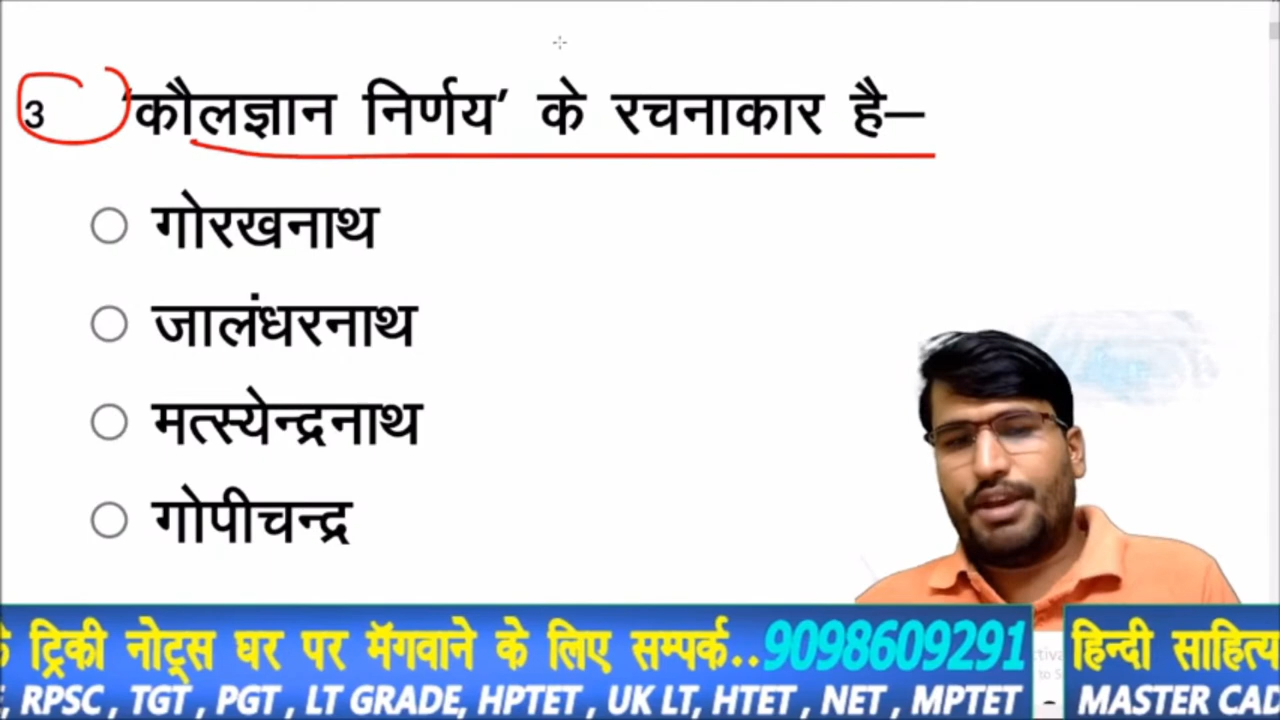 3 'कौलज्ञान निर्णय' के रचनाकार है–
गोरखनाथ
जालंधरनाथ
मत्स्येन्द्रनाथ
गोपीचन्द्र
ट्रिकी नोट्स घर पर मॅगवाने के लिए सम्पर्क..9098609291 हिन्दी साहित्य
, RPSC , TGT , PGT , LT GRADE, HPTET , UK LT, HTET , NET , MPTET MASTER CAD